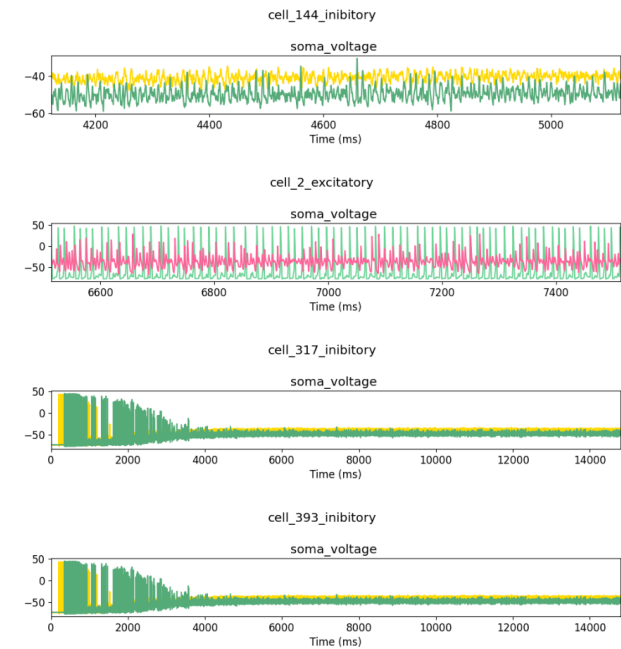 cell_144_inibitory
soma_voltage
−40
−60
4200 4400 4600 4800 5000
Time (ms)
cell_2_excitatory
soma_voltage
50
0
−50
6600 6800 7000 7200 7400
Time (ms)
cell_317_inibitory
soma_voltage
50
0
−50
0 2000 4000 6000 8000 10000 12000 14000
Time (ms)
cell_393_inibitory
soma_voltage
50
0
−50
0 2000 4000 6000 8000 10000 12000 14000
Time (ms)